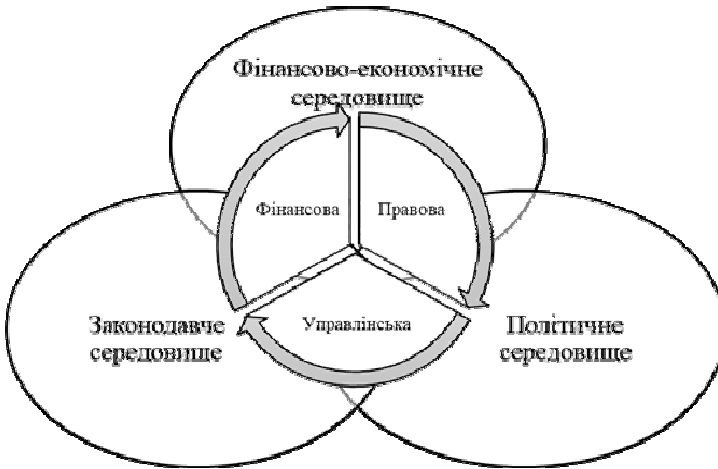 Фінансово-економічне
середовище
Фінансова
Правова
Управлінська
Законодавче
середовище
Політичне
середовище